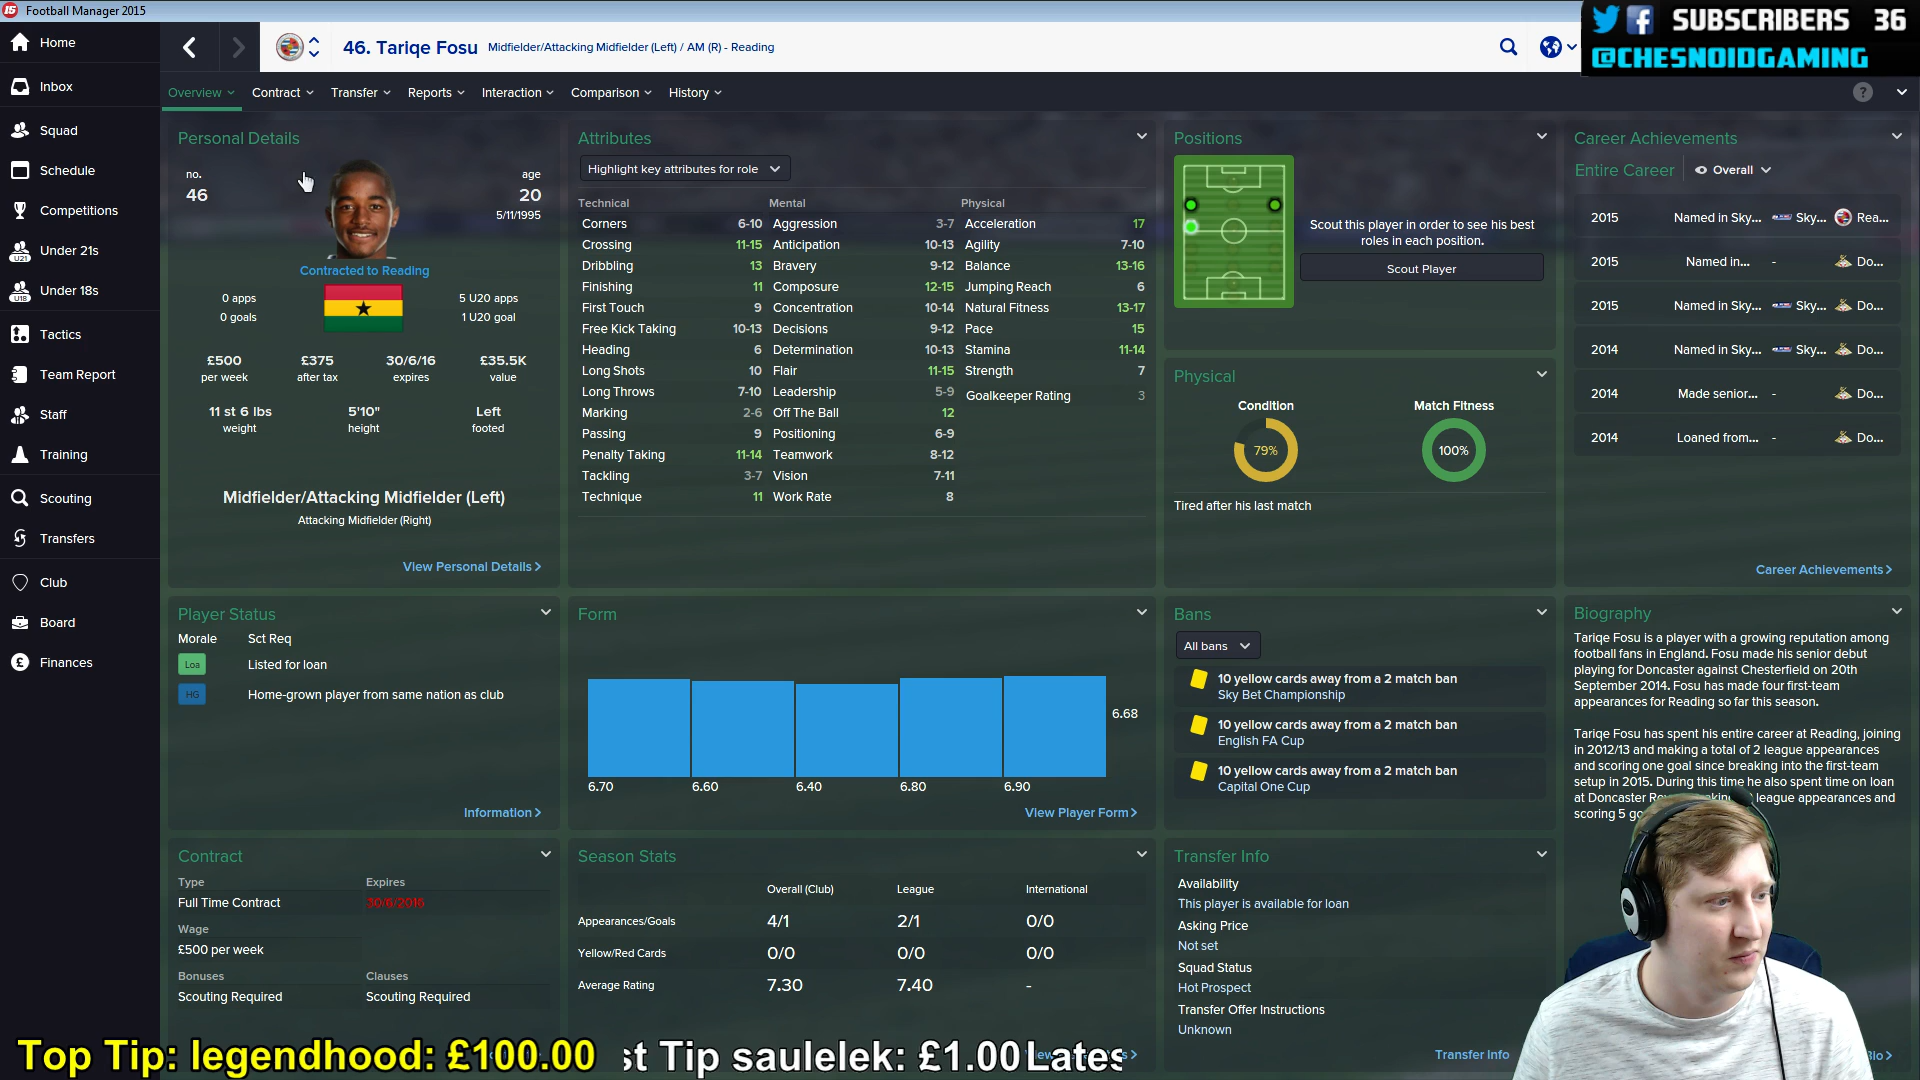 Football Manager 2015
SUBSCRIBERS 36
@CHESNOIDGAMING
Home
Inbox
Squad
Schedule
Competitions
Under 21s
Under 18s
Tactics
Team Report
Staff
Training
Scouting
Transfers
Club
Board
Finances
46. Tariqe Fosu Midfielder/Attacking Midfielder (Left) / AM (R) - Reading
Overview Contract Transfer Reports Interaction Comparison History
Personal Details
no.
46
age
20
5/11/1995
Contracted to Reading
0 apps
0 goals
5 U20 apps
1 U20 goal
£500 £375 30/6/16 £35.5K
per week after tax expires value
11 st 6 lbs 5'10" Left
weight height footed
Midfielder/Attacking Midfielder (Left)
Attacking Midfielder (Right)
View Personal Details >
Attributes
Highlight key attributes for role
Technical Mental Physical
Corners 6-10 Aggression 3-7 Acceleration 17
Crossing 11-15 Anticipation 10-13 Agility 7-10
Dribbling 13 Bravery 9-12 Balance 13-16
Finishing 11 Composure 12-15 Jumping Reach 6
First Touch 9 Concentration 10-14 Natural Fitness 13-17
Free Kick Taking 10-13 Decisions 9-12 Pace 15
Heading 6 Determination 10-13 Stamina 11-14
Long Shots 10 Flair 11-15 Strength 7
Long Throws 7-10 Leadership 5-9 Goalkeeper Rating 3
Marking 2-6 Off The Ball 12
Passing 9 Positioning 6-9
Penalty Taking 11-14 Teamwork 8-12
Tackling 3-7 Vision 7-11
Technique 11 Work Rate 8
Positions
Scout this player in order to see his best
roles in each position.
Scout Player
Physical
Condition Match Fitness
79% 100%
Tired after his last match
Career Achievements
Entire Career Overall
2015 Named in Sky... Sky... Rea...
2015 Named in... - Do...
2015 Named in Sky... Sky... Do...
2014 Named in Sky... Sky... Do...
2014 Made senior... - Do...
2014 Loaned from... - Do...
Career Achievements >
Player Status
Morale Sct Req
Loa Listed for loan
HG Home-grown player from same nation as club
Information >
Form
6.68
6.70 6.60 6.40 6.80 6.90
View Player Form >
Bans
All bans
10 yellow cards away from a 2 match ban
Sky Bet Championship
10 yellow cards away from a 2 match ban
English FA Cup
10 yellow cards away from a 2 match ban
Capital One Cup
Biography
Tariqe Fosu is a player with a growing reputation among
football fans in England. Fosu made his senior debut
playing for Doncaster against Chesterfield on 20th
September 2014. Fosu has made four first-team
appearances for Reading so far this season.
Tariqe Fosu has spent his entire career at Reading, joining
in 2012/13 and making a total of 2 league appearances
and scoring one goal since breaking into the first-team
setup in 2015. During this time he also spent time on loan
at Doncaster league appearances and
scoring 5
Contract
Type Expires
Full Time Contract 30/6/2016
Wage
£500 per week
Bonuses Clauses
Scouting Required Scouting Required
Season Stats
Overall (Club) League International
Appearances/Goals 4/1 2/1 0/0
Yellow/Red Cards 0/0 0/0 0/0
Average Rating 7.30 7.40 -
Transfer Info
Availability
This player is available for loan
Asking Price
Not set
Squad Status
Hot Prospect
Transfer Offer Instructions
Unknown
Transfer Info
Top Tip: legendhood: £100.00 st Tip saulelek: £1.00 Lates